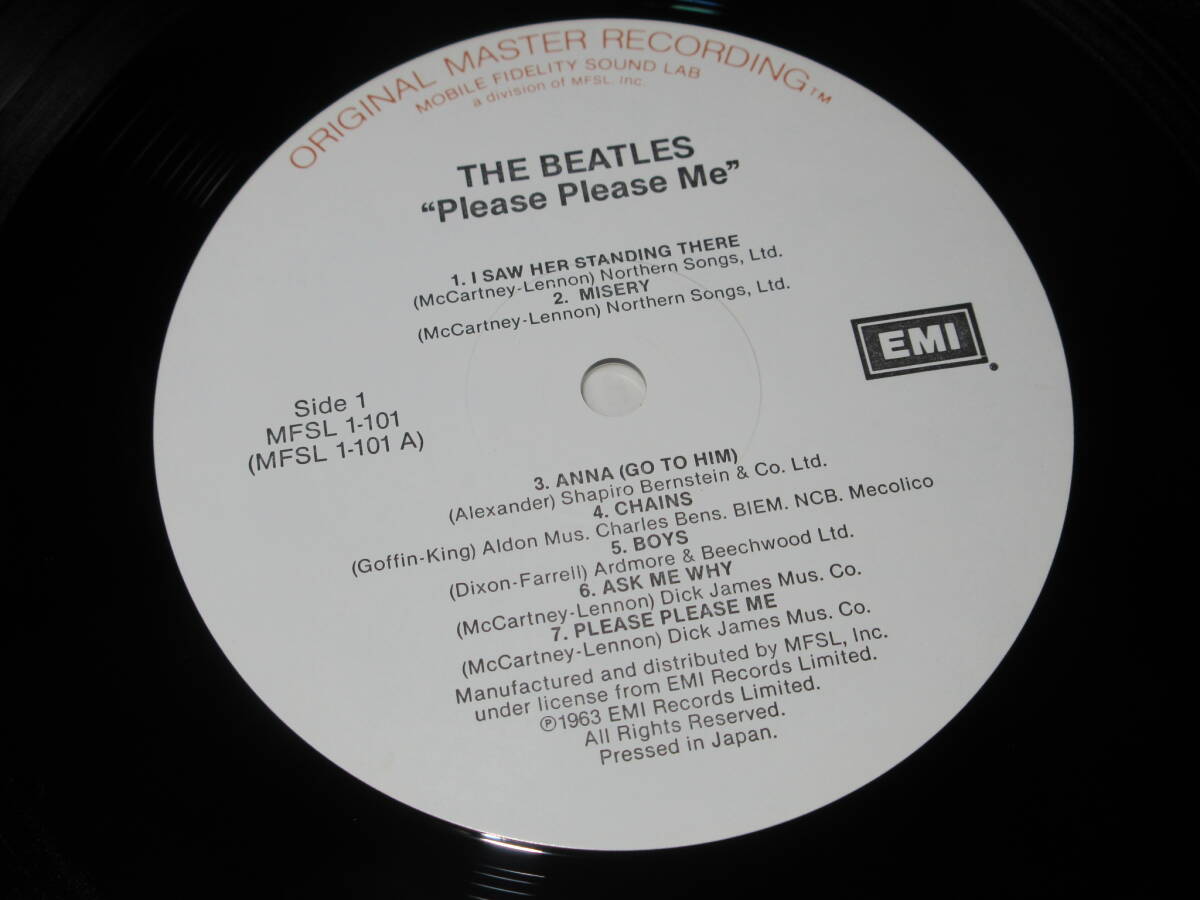 ORIGINAL MASTER RECORDING™
MOBILE FIDELITY SOUND LAB
a division of MFSL, Inc.
THE BEATLES
“Please Please Me”
1. I SAW HER STANDING THERE
(McCartney-Lennon) Northern Songs, Ltd.
2. MISERY
(McCartney-Lennon) Northern Songs, Ltd.
EMI
Side 1
MFSL 1-101
(MFSL 1-101 A)
3. ANNA (GO TO HIM)
(Alexander) Shapiro Bernstein & Co. Ltd.
4. CHAINS
(Goffin-King) Aldon Mus. Charles Bens. BIEM. NCB. Mecolico
5. BOYS
(Dixon-Farrell) Ardmore & Beechwood Ltd.
6. ASK ME WHY
(McCartney-Lennon) Dick James Mus. Co.
7. PLEASE PLEASE ME
(McCartney-Lennon) Dick James Mus. Co.
Manufactured and distributed by MFSL, Inc.
under license from EMI Records Limited.
℗1963 EMI Records Limited.
All Rights Reserved.
Pressed in Japan.